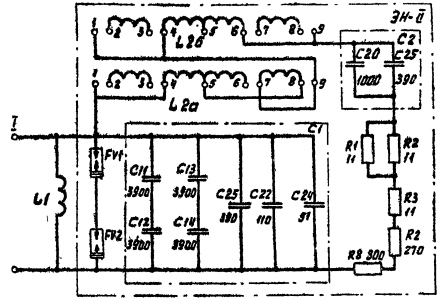 ЗН-II
1 2 3 4 5 6 7 8 9
L2б
C2
C20
1000
C25
390
1 2 3 4 5 6 7 8 9
L2а
I
C1
FV1
FV2
L1
C11
3900
C13
3900
C12
3900
C14
3900
C25
390
C22
110
C24
91
R1
11
R2
11
R3
11
R2
270
R8 300